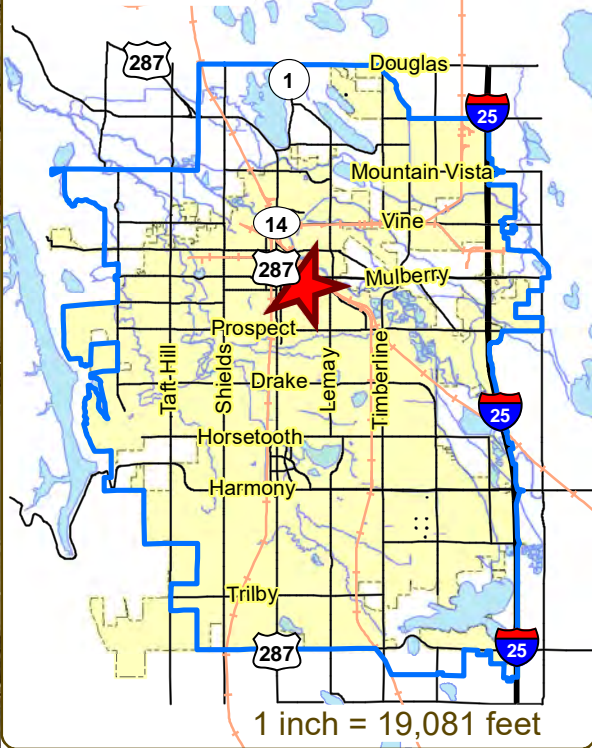 Douglas
287
1
25
Mountain Vista
14
Vine
287
Mulberry
Prospect
Taft-Hill
Shields
Lemay
Timberline
Drake
25
Horsetooth
Harmony
Trilby
287
25
1 inch = 19,081 feet